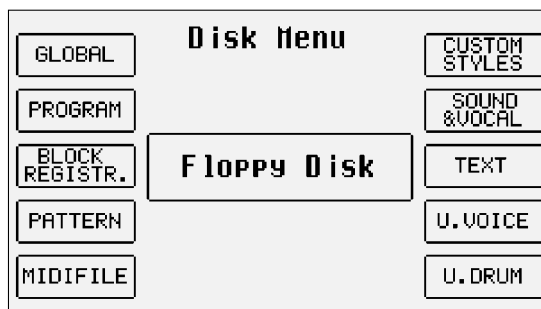 Disk Menu
GLOBAL
PROGRAM
BLOCK
REGISTR.
PATTERN
MIDIFILE
Floppy Disk
CUSTOM
STYLES
SOUND
&VOCAL
TEXT
U.VOICE
U.DRUM